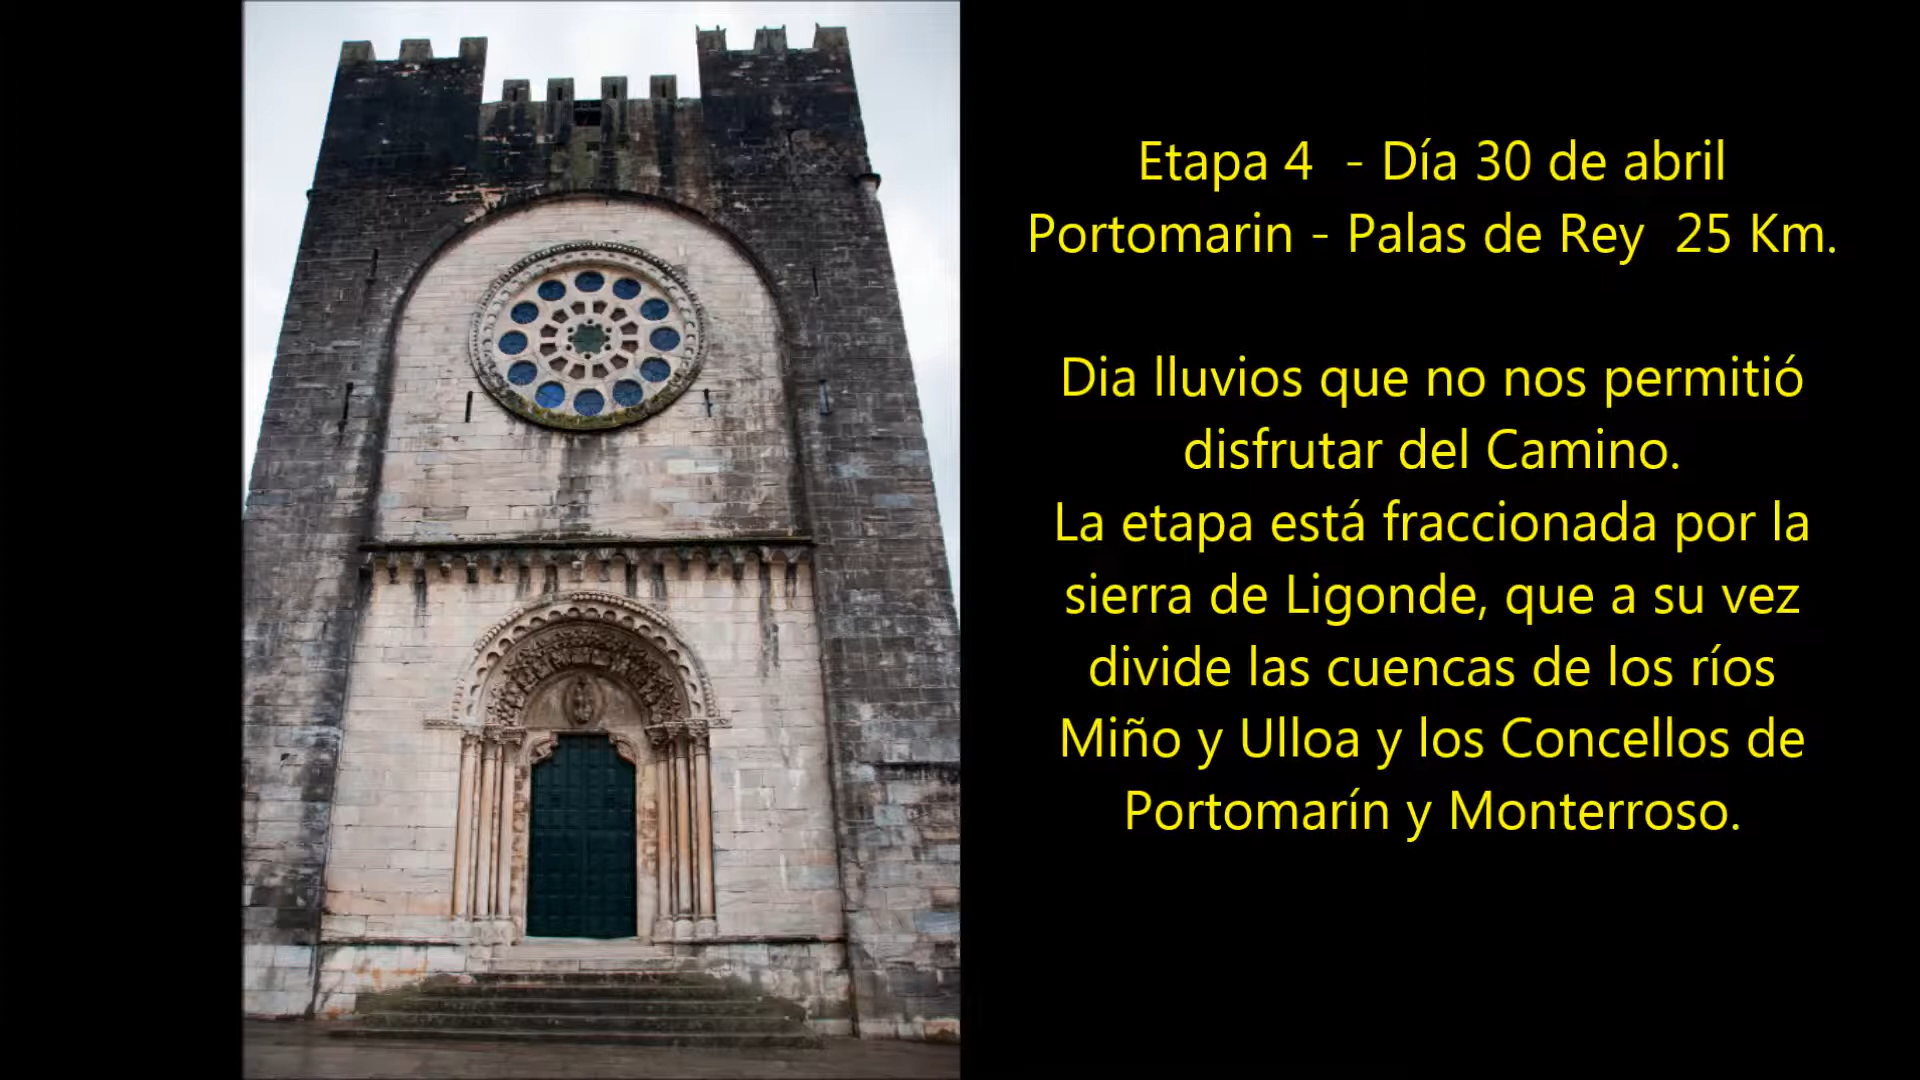 Etapa 4  - Día 30 de abril
Portomarin - Palas de Rey  25 Km.
Dia lluvios que no nos permitió
disfrutar del Camino.
La etapa está fraccionada por la
sierra de Ligonde, que a su vez
divide las cuencas de los ríos
Miño y Ulloa y los Concellos de
Portomarín y Monterroso.